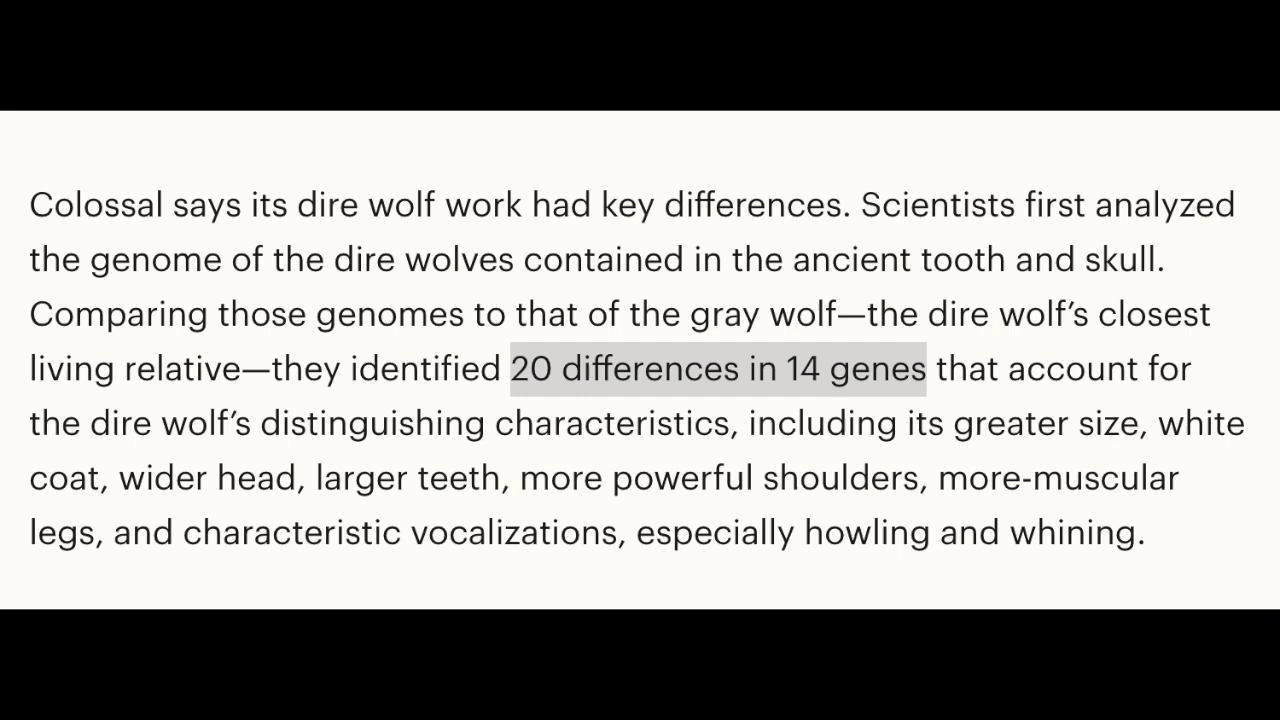 Colossal says its dire wolf work had key differences. Scientists first analyzed
the genome of the dire wolves contained in the ancient tooth and skull.
Comparing those genomes to that of the gray wolf—the dire wolf’s closest
living relative—they identified 20 differences in 14 genes that account for
the dire wolf’s distinguishing characteristics, including its greater size, white
coat, wider head, larger teeth, more powerful shoulders, more-muscular
legs, and characteristic vocalizations, especially howling and whining.